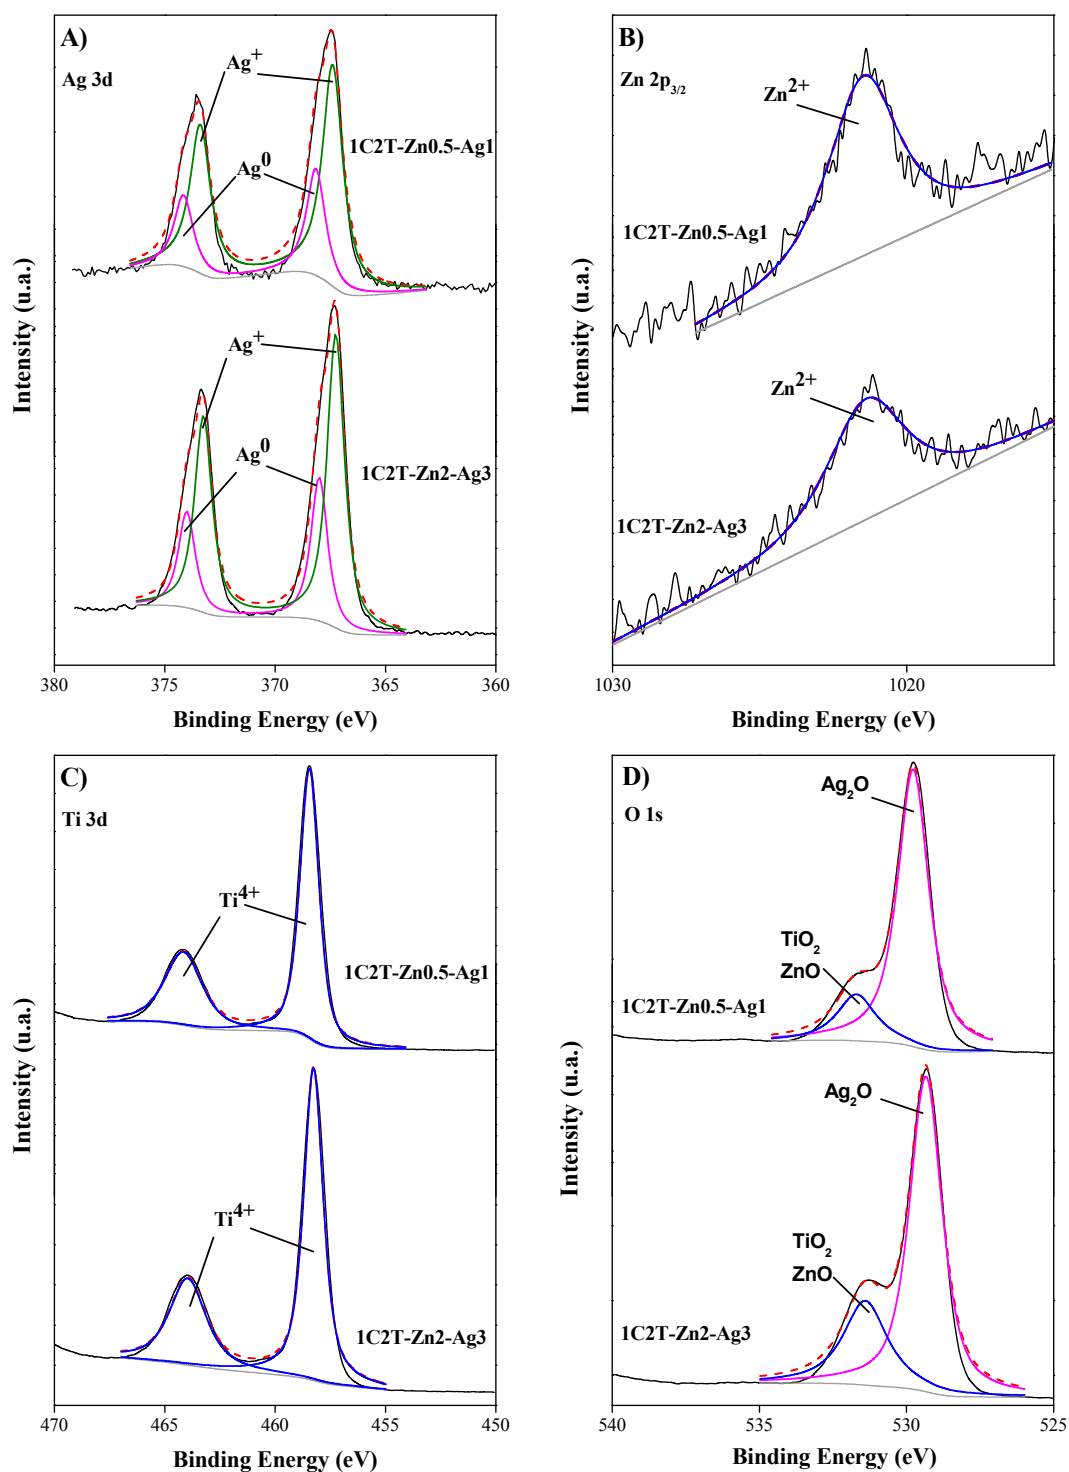 A)
Ag 3d
Ag⁺
1C2T-Zn0.5-Ag1
Ag⁰
Ag⁺
Ag⁰
1C2T-Zn2-Ag3
Intensity (u.a.)
Intensity (u.a.)
380 375 370 365 360
Binding Energy (eV)
B)
Zn 2p₃/₂
Zn²⁺
1C2T-Zn0.5-Ag1
Zn²⁺
1C2T-Zn2-Ag3
Intensity (u.a.)
Intensity (u.a.)
1030 1020
Binding Energy (eV)
C)
Ti 3d
Ti⁴⁺
1C2T-Zn0.5-Ag1
Ti⁴⁺
1C2T-Zn2-Ag3
Intensity (u.a.)
Intensity (u.a.)
470 465 460 455 450
Binding Energy (eV)
D)
O 1s
Ag₂O
TiO₂
ZnO
1C2T-Zn0.5-Ag1
Ag₂O
TiO₂
ZnO
1C2T-Zn2-Ag3
Intensity (u.a.)
540 535 530 525
Binding Energy (eV)